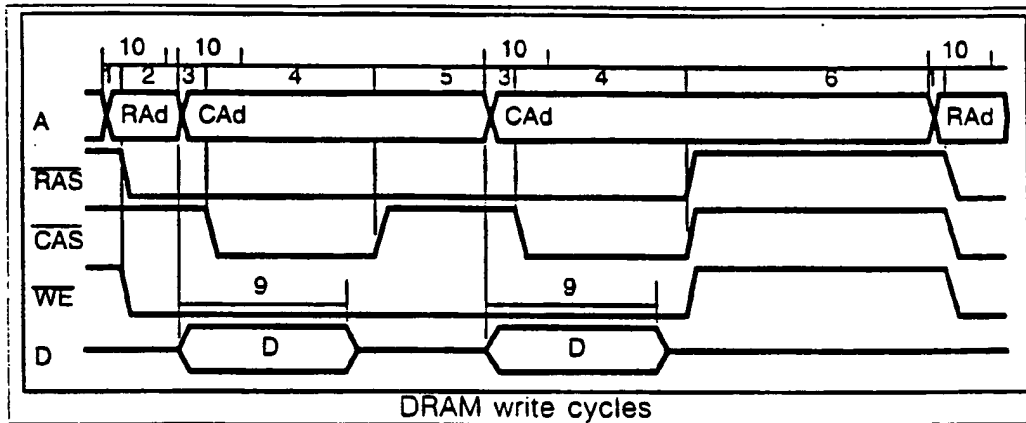 10 10 10 10
1 2 3 4 5 3 4 6 1
A RAd CAd CAd RAd
RAS
CAS
WE 9 9
D D D
DRAM write cycles